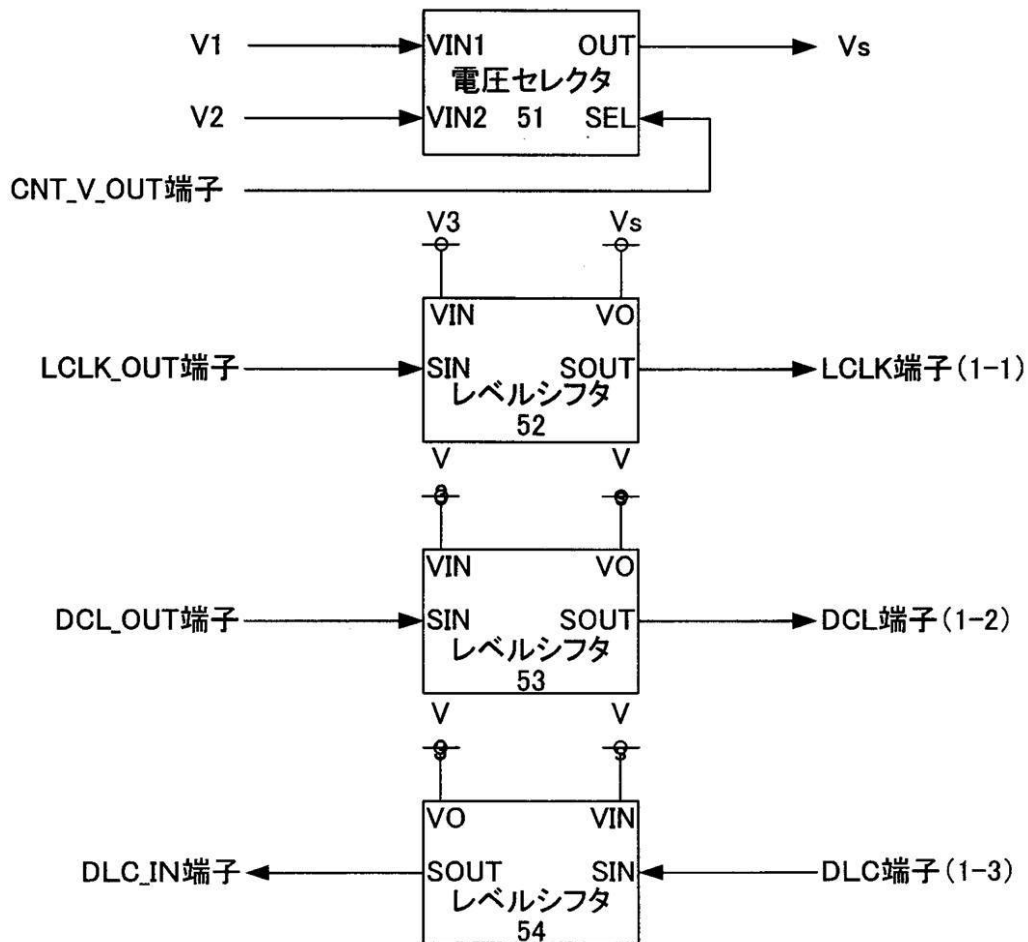 V1 VIN1 OUT Vs
電圧セレクタ
V2 VIN2 51 SEL
CNT_V_OUT端子
V3 Vs
VIN VO
LCLK_OUT端子 SIN SOUT LCLK端子(1-1)
レベルシフタ
52
V V
VIN VO
DCL_OUT端子 SIN SOUT DCL端子(1-2)
レベルシフタ
53
V V
VO VIN
DLC_IN端子 SOUT SIN DLC端子(1-3)
レベルシフタ
54